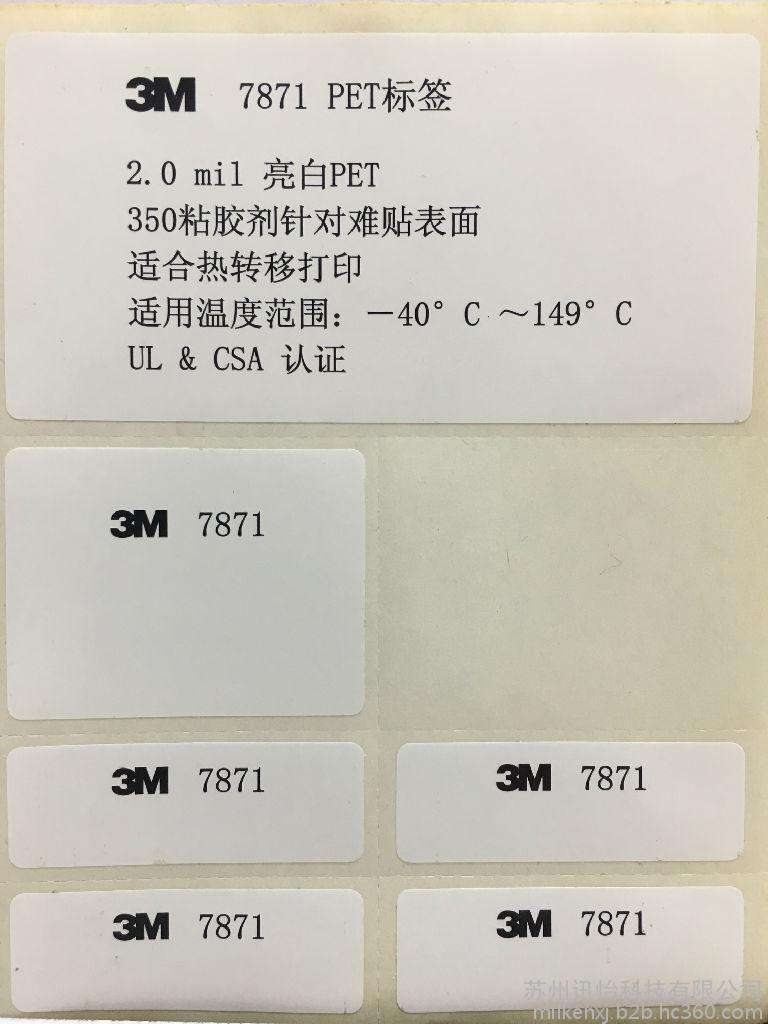 3M 7871 PET标签
2.0 mil 亮白PET
350粘胶剂针对难贴表面
适合热转移打印
适用温度范围：－40°C ～149°C
UL & CSA 认证
3M 7871
3M 7871
3M 7871
3M 7871
3M 7871
苏州讯怡科技有限公司
milkenxj.b2b.hc360.com